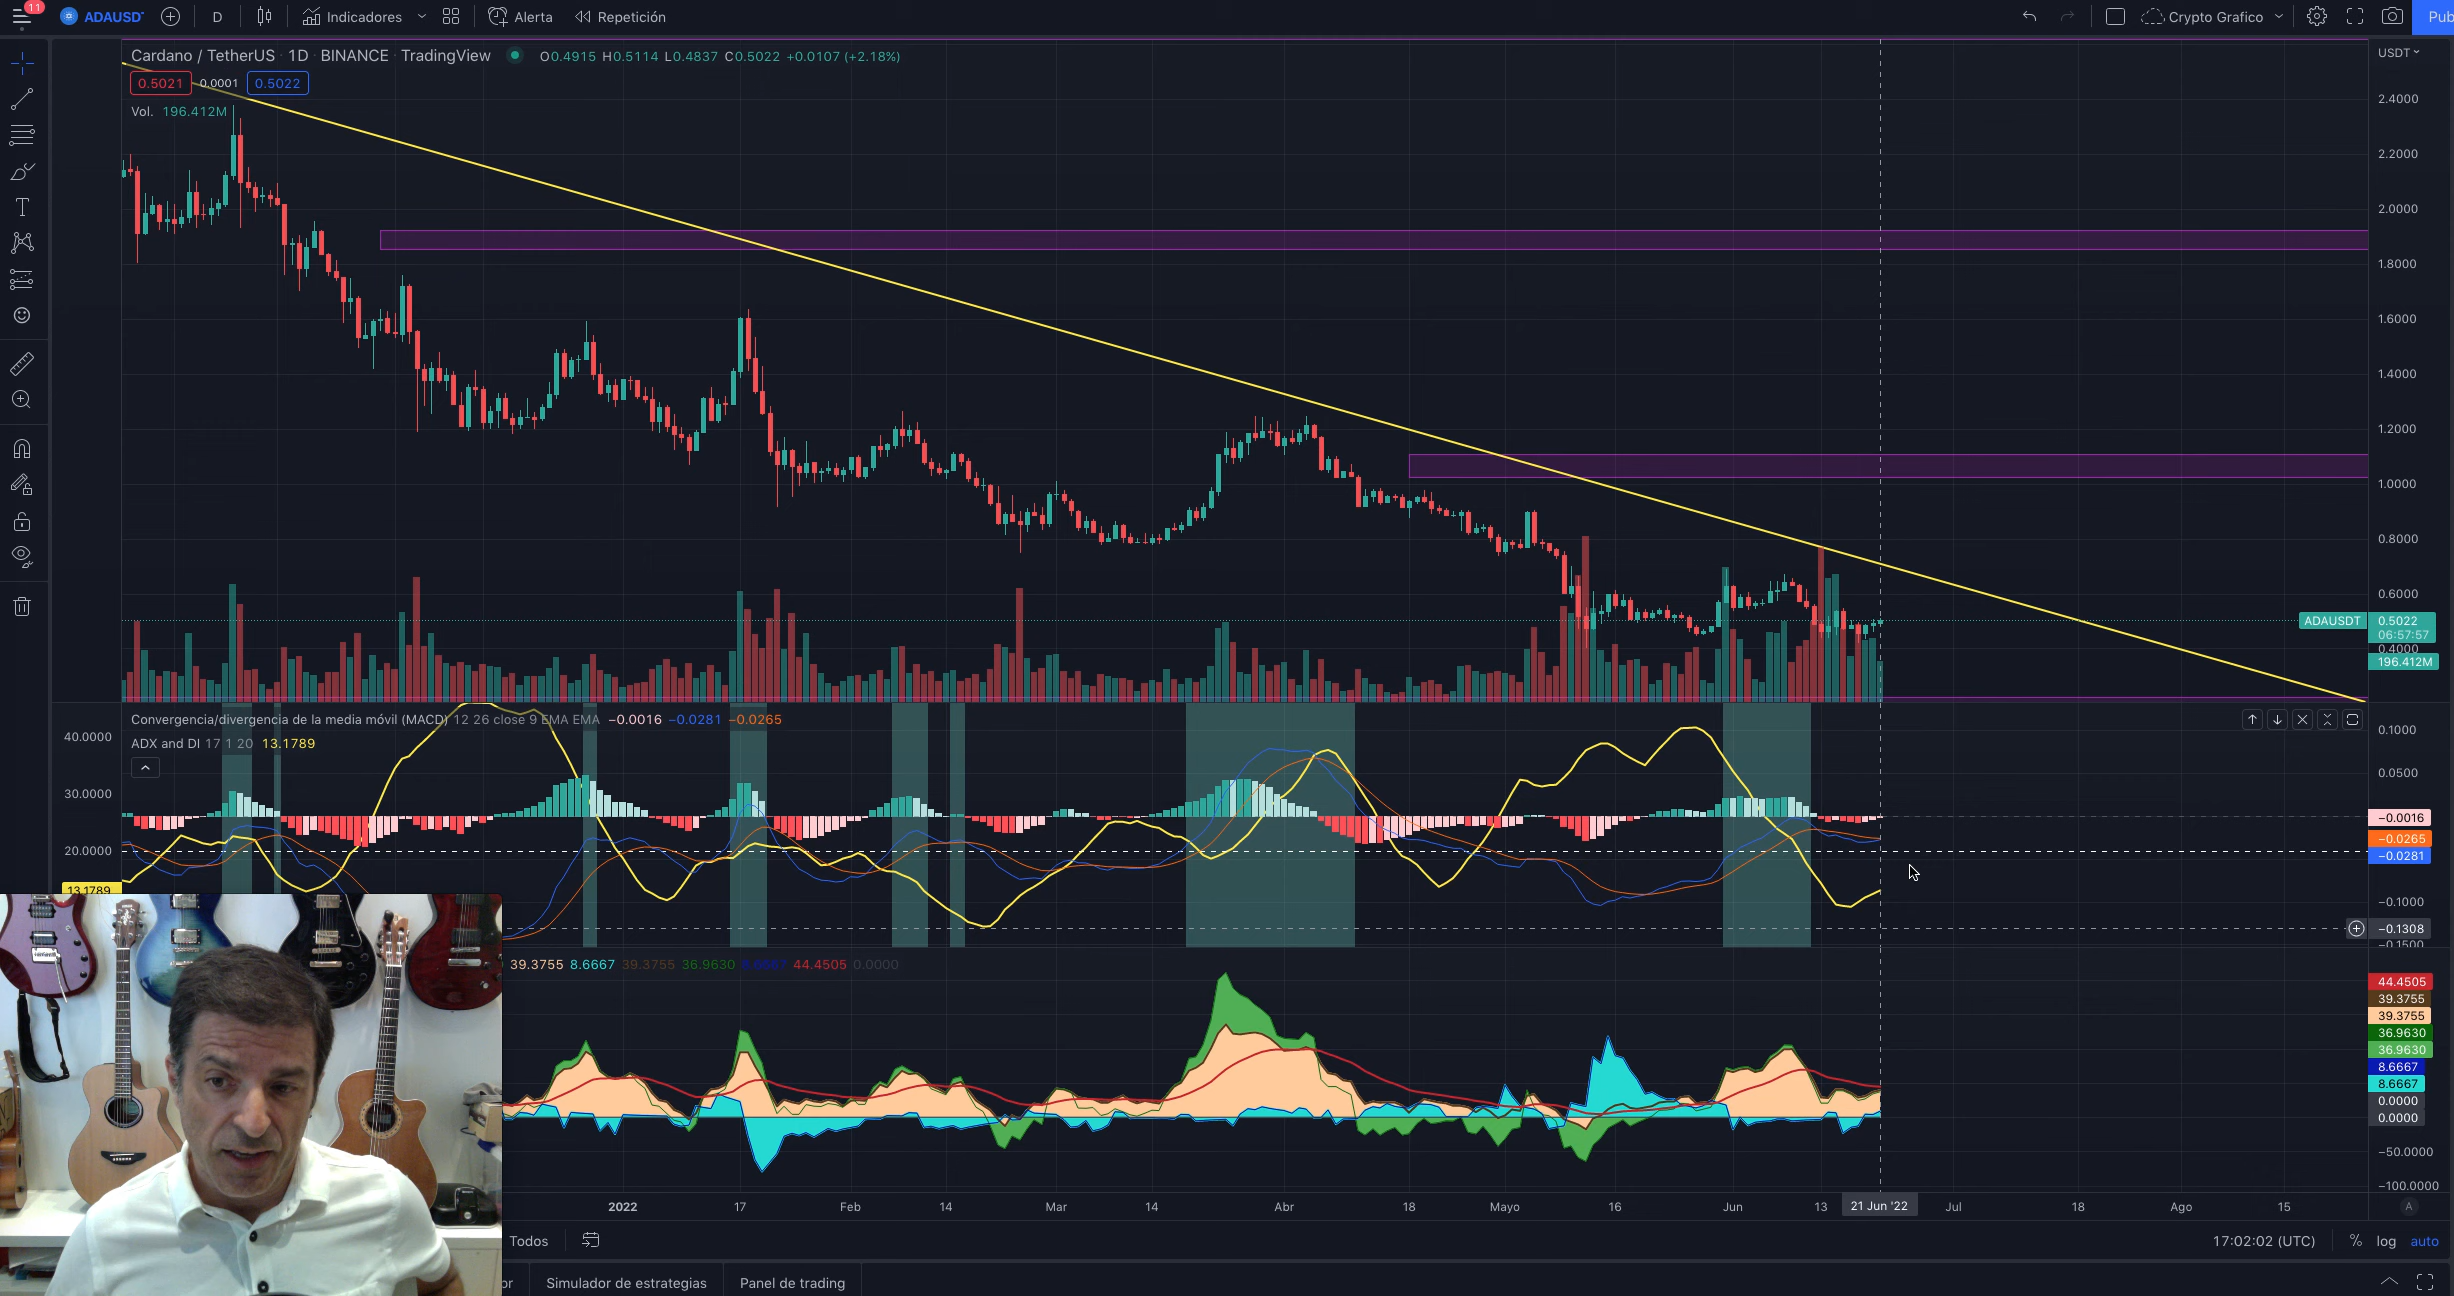 11
ADAUSDT
D
Indicadores
Alerta
Repetición
Crypto Grafico
Pub
Cardano / TetherUS 1D BINANCE TradingView O0.4915 H0.5114 L0.4837 C0.5022 +0.0107 (+2.18%)
0.5021 0.0001 0.5022
Vol. 196.412M
USDT
2.4000
2.2000
2.0000
1.8000
1.6000
1.4000
1.2000
1.0000
0.8000
0.6000
ADAUSDT 0.5022
06:57:57
0.4000
196.412M
Convergencia/divergencia de la media móvil (MACD) 12 26 close 9 EMA EMA −0.0016 −0.0281 −0.0265
ADX and DI 17 1 20 13.1789
40.0000
30.0000
20.0000
13.1789
0.1000
0.0500
−0.0016
−0.0265
−0.0281
−0.1000
−0.1308
−0.1500
39.3755 8.6667 39.3755 36.9630 8.6667 44.4505 0.0000
44.4505
39.3755
39.3755
36.9630
36.9630
8.6667
8.6667
0.0000
0.0000
−50.0000
−100.0000
2022 17 Feb 14 Mar 14 Abr 18 Mayo 16 Jun 13 21 Jun '22 Jul 18 Ago 15 A
Todos
17:02:02 (UTC) % log auto
or Simulador de estrategias Panel de trading